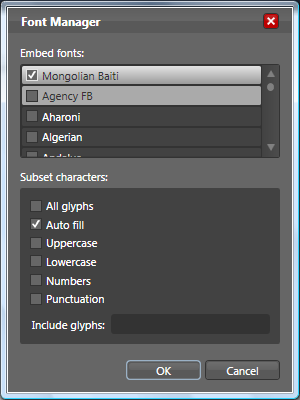 Font Manager
Embed fonts:
Mongolian Baiti
Agency FB
Aharoni
Algerian
Andalus
Subset characters:
All glyphs
Auto fill
Uppercase
Lowercase
Numbers
Punctuation
Include glyphs:
OK Cancel